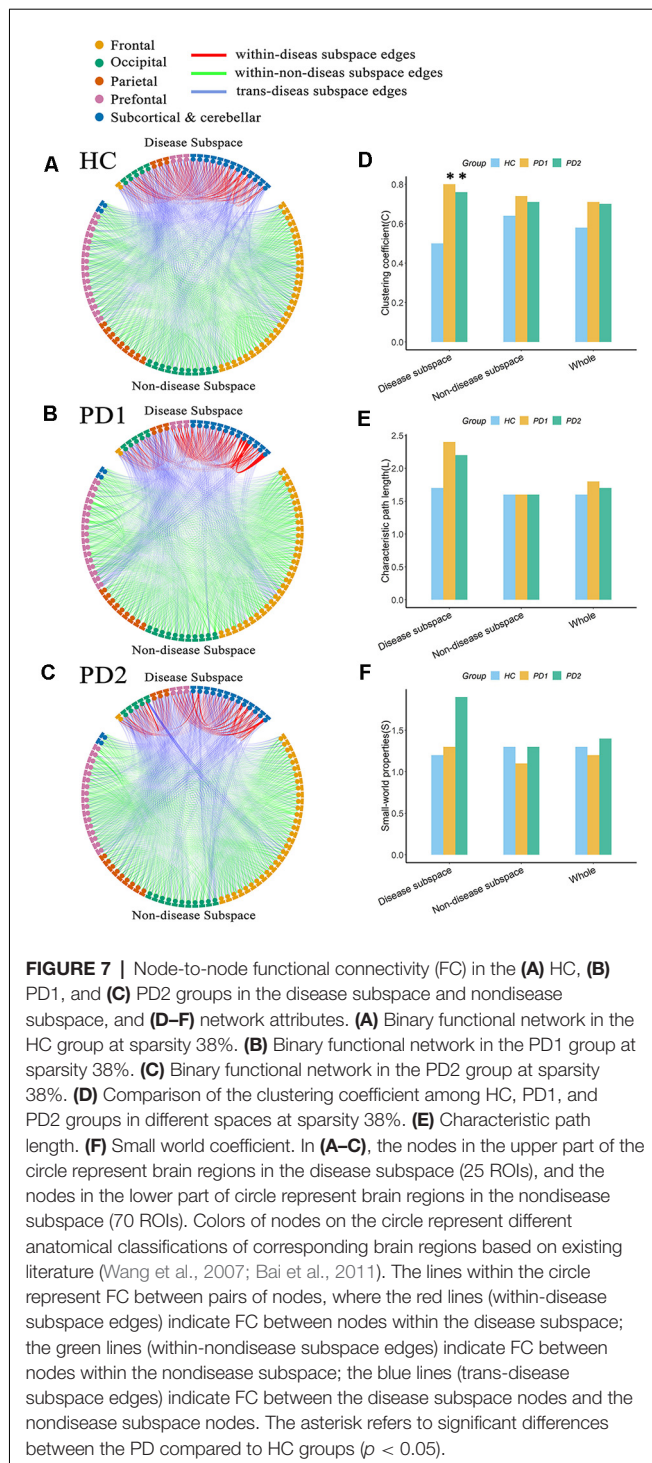 Frontal
Occipital
Parietal
Prefontal
Subcortical & cerebellar
within-diseas subspace edges
within-non-diseas subspace edges
trans-diseas subspace edges
A HC
Disease Subspace
Non-disease Subspace
B PD1
Disease Subspace
Non-disease Subspace
C PD2
Disease Subspace
Non-disease Subspace
D
Group HC PD1 PD2
* *
Clustering coefficient(C)
0.8
0.6
0.4
0.2
0.0
Disease subspace
Non-disease subspace
Whole
E
Group HC PD1 PD2
Characteristic path length(L)
2.5
2.0
1.5
1.0
0.5
0.0
Disease subspace
Non-disease subspace
Whole
F
Group HC PD1 PD2
Small-world properties(S)
1.5
1.0
0.5
0.0
Disease subspace
Non-disease subspace
Whole
FIGURE 7 | Node-to-node functional connectivity (FC) in the (A) HC, (B)
PD1, and (C) PD2 groups in the disease subspace and nondisease
subspace, and (D–F) network attributes. (A) Binary functional network in the
HC group at sparsity 38%. (B) Binary functional network in the PD1 group at
sparsity 38%. (C) Binary functional network in the PD2 group at sparsity
38%. (D) Comparison of the clustering coefficient among HC, PD1, and
PD2 groups in different spaces at sparsity 38%. (E) Characteristic path
length. (F) Small world coefficient. In (A–C), the nodes in the upper part of the
circle represent brain regions in the disease subspace (25 ROIs), and the
nodes in the lower part of circle represent brain regions in the nondisease
subspace (70 ROIs). Colors of nodes on the circle represent different
anatomical classifications of corresponding brain regions based on existing
literature (Wang et al., 2007; Bai et al., 2011). The lines within the circle
represent FC between pairs of nodes, where the red lines (within-disease
subspace edges) indicate FC between nodes within the disease subspace;
the green lines (within-nondisease subspace edges) indicate FC between
nodes within the nondisease subspace; the blue lines (trans-disease
subspace edges) indicate FC between the disease subspace nodes and the
nondisease subspace nodes. The asterisk refers to significant differences
between the PD compared to HC groups (p < 0.05).